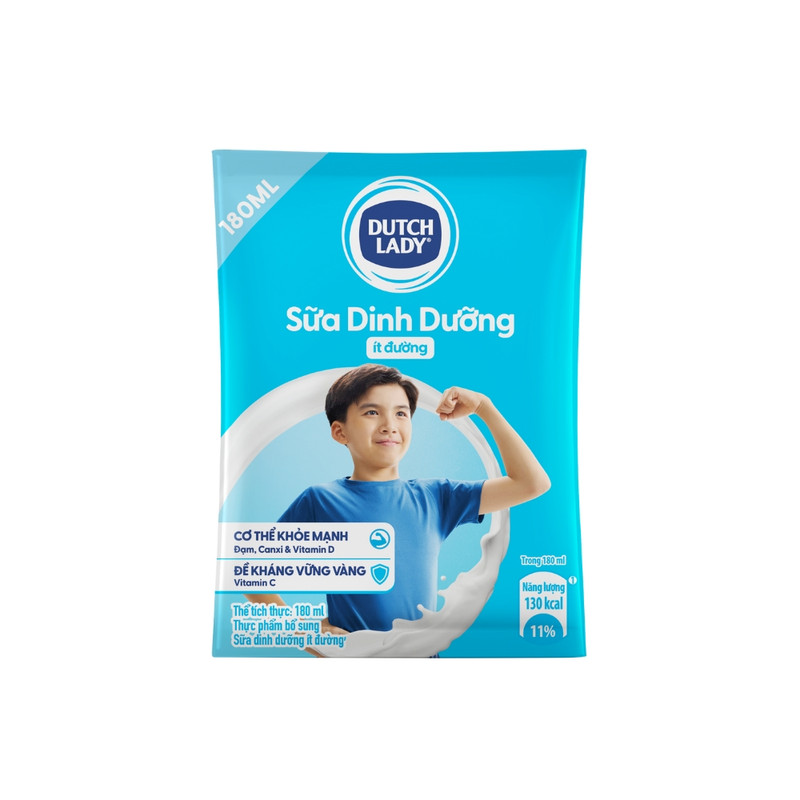 180ML
DUTCH
LADY®
Sữa Dinh Dưỡng
ít đường
CƠ THỂ KHỎE MẠNH
Đạm, Canxi & Vitamin D
ĐỀ KHÁNG VỮNG VÀNG
Vitamin C
Thể tích thực: 180 ml
Thực phẩm bổ sung
Sữa dinh dưỡng ít đường
Trong 180 ml
Năng lượng
130 kcal
11%
1